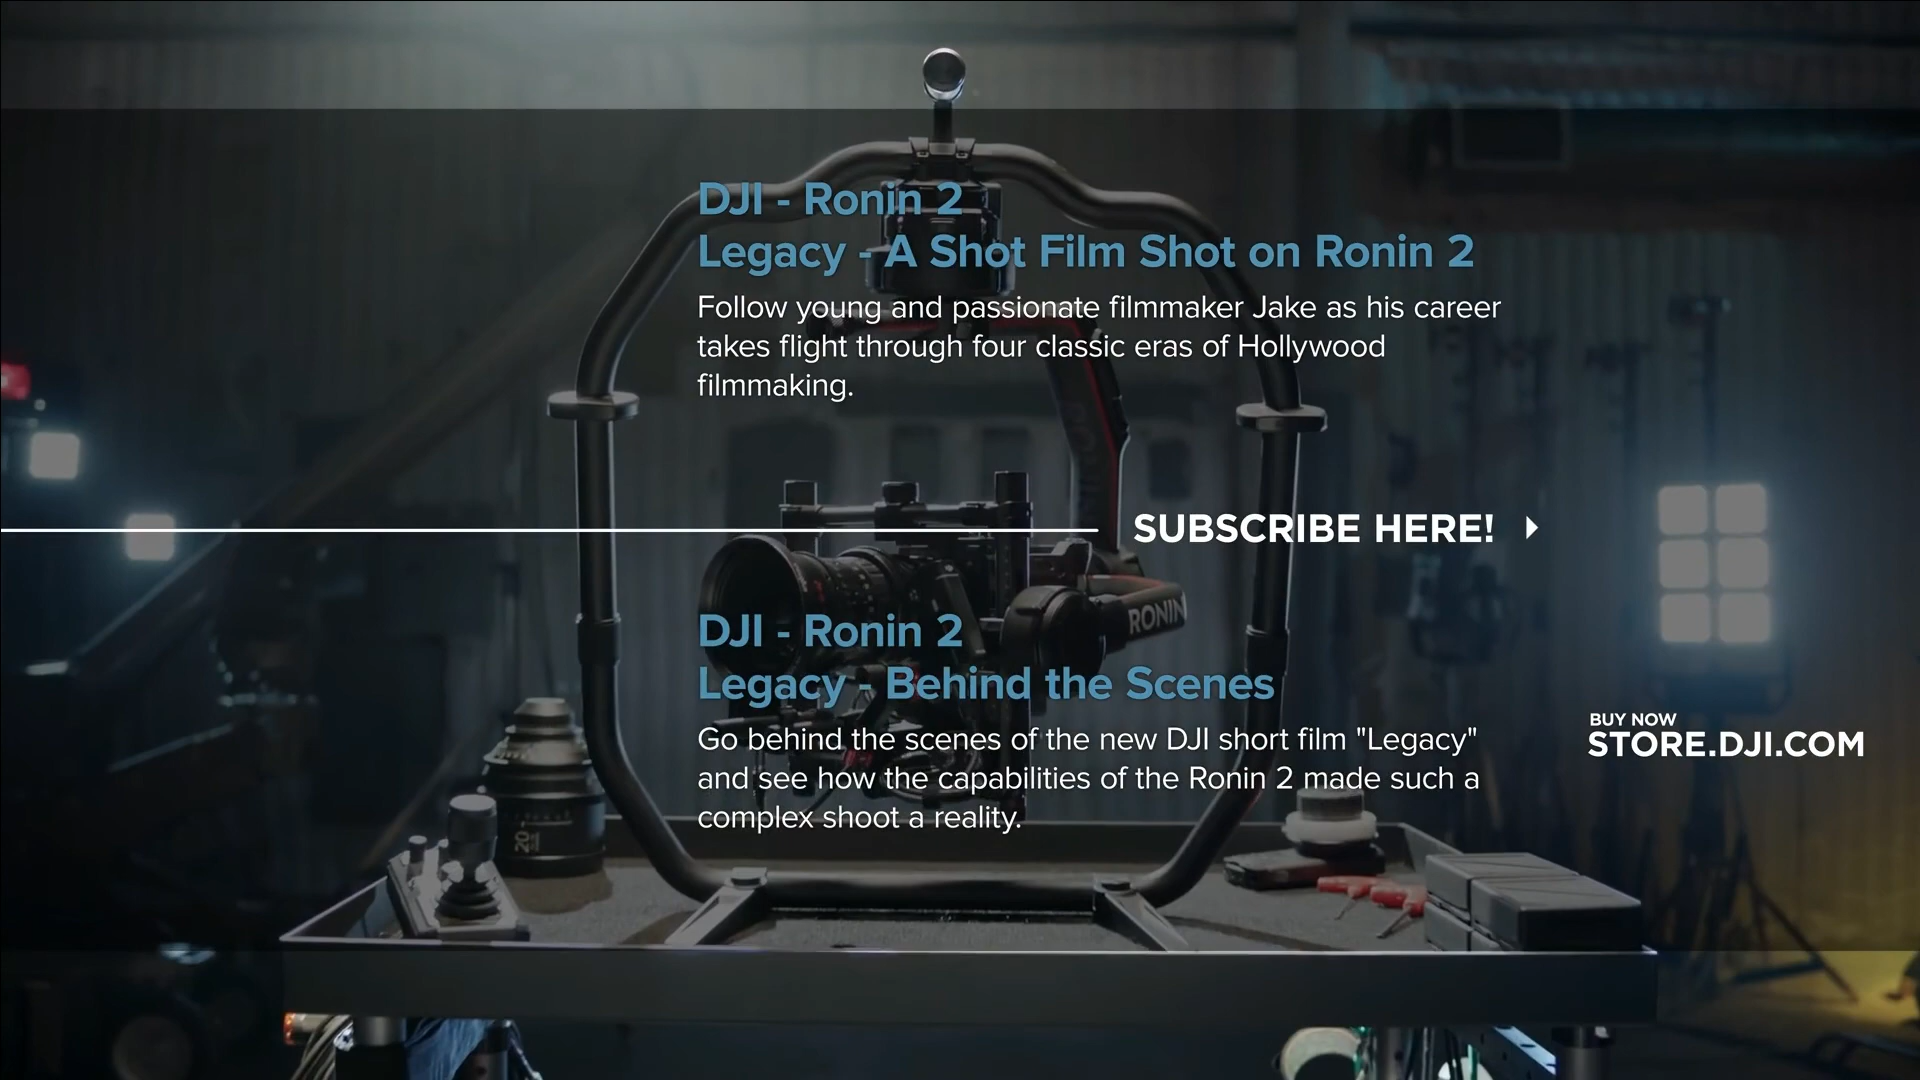 DJI - Ronin 2
Legacy - A Shot Film Shot on Ronin 2
Follow young and passionate filmmaker Jake as his career
takes flight through four classic eras of Hollywood
filmmaking.
SUBSCRIBE HERE!
RONIN
DJI - Ronin 2
Legacy - Behind the Scenes
Go behind the scenes of the new DJI short film "Legacy"
and see how the capabilities of the Ronin 2 made such a
complex shoot a reality.
BUY NOW
STORE.DJI.COM
20